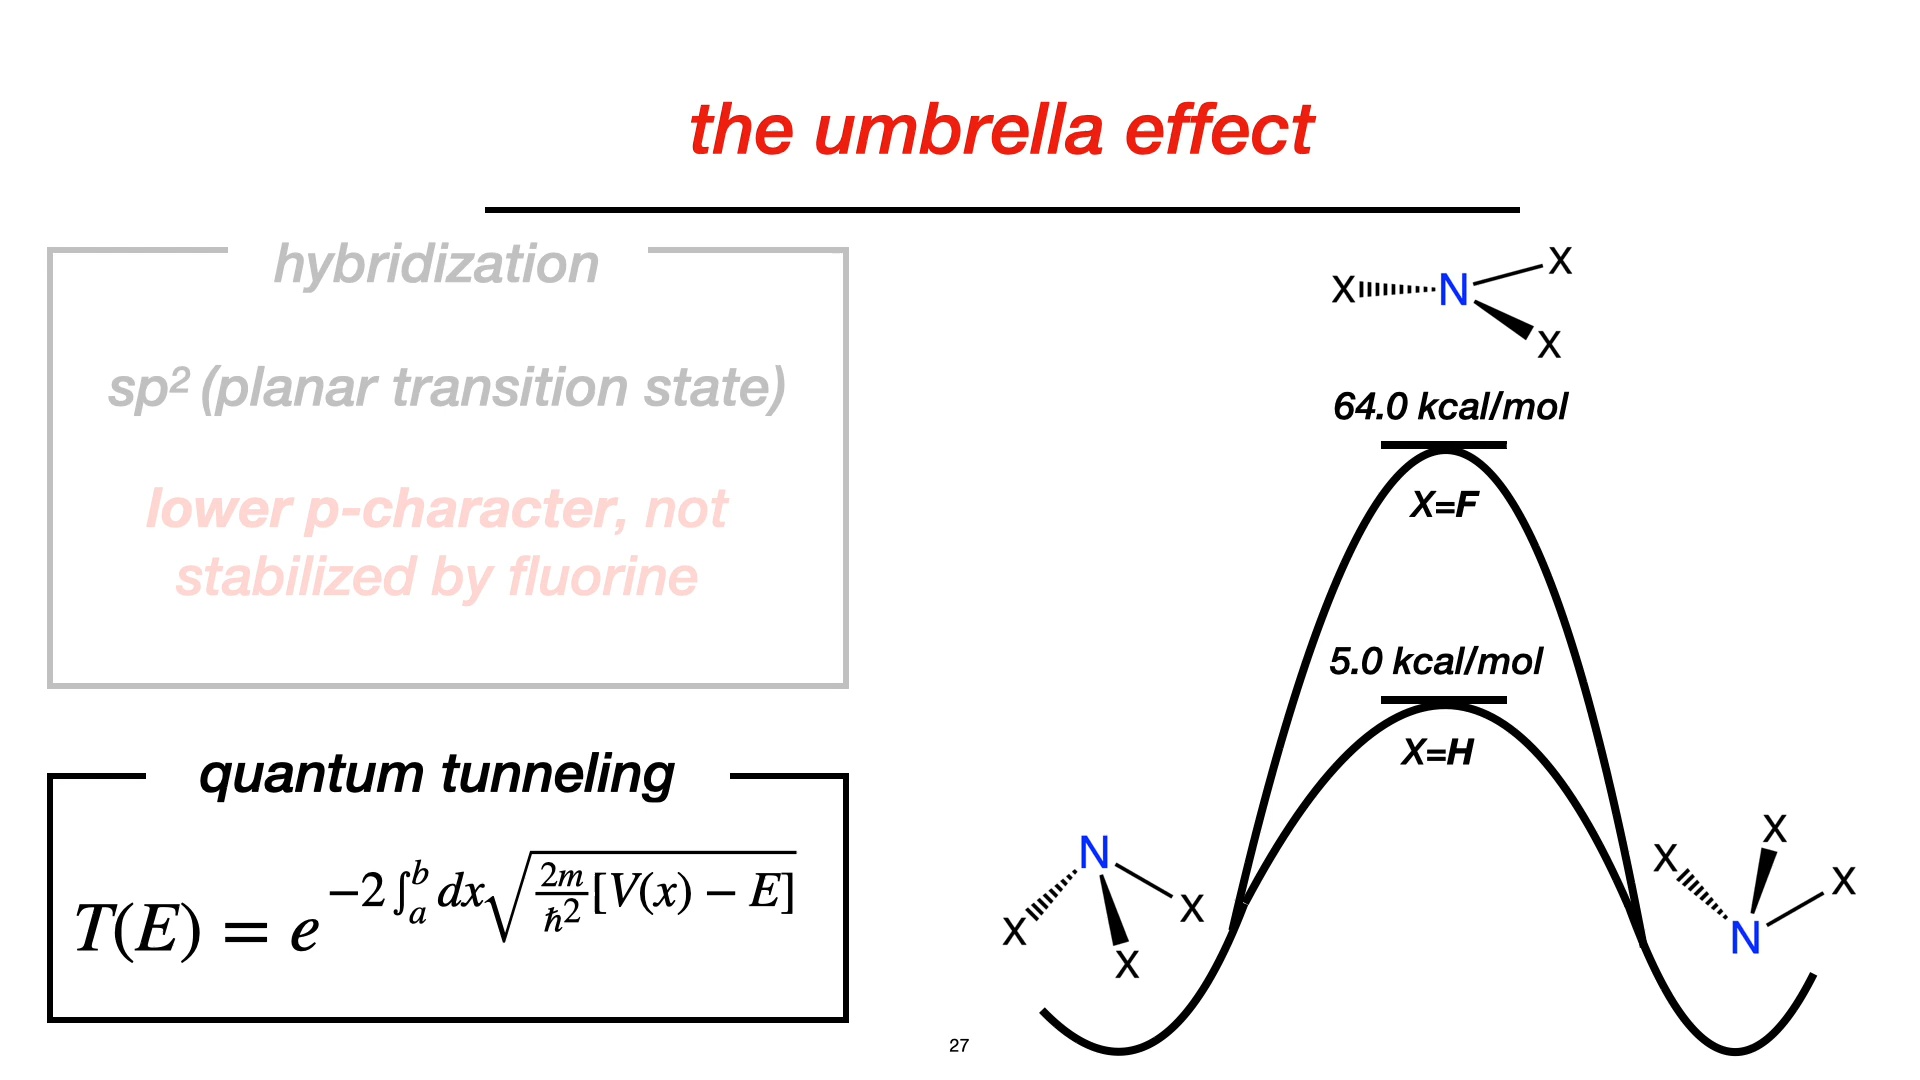 the umbrella effect
hybridization
sp² (planar transition state)
lower p-character, not
stabilized by fluorine
quantum tunneling
T(E) = e^{−2 ∫_a^b dx √(2m/ħ² [V(x) − E])}
X N X
X
64.0 kcal/mol
X=F
5.0 kcal/mol
X=H
N
X
X
X
X
X
X
N
27